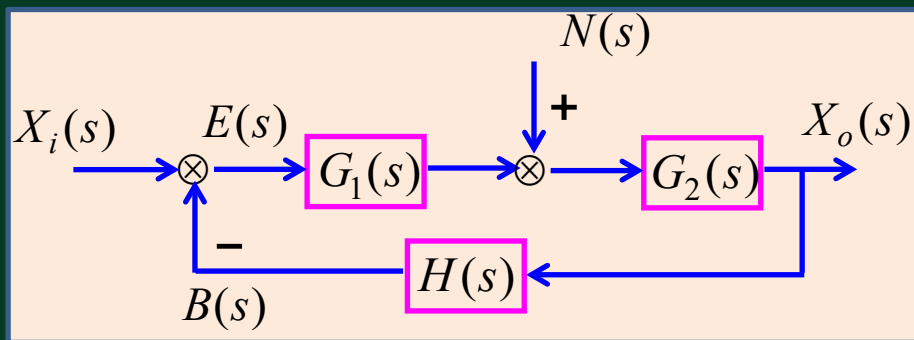 N(s)
X_i(s) E(s) + X_o(s)
G_1(s) G_2(s)
−
H(s)
B(s)